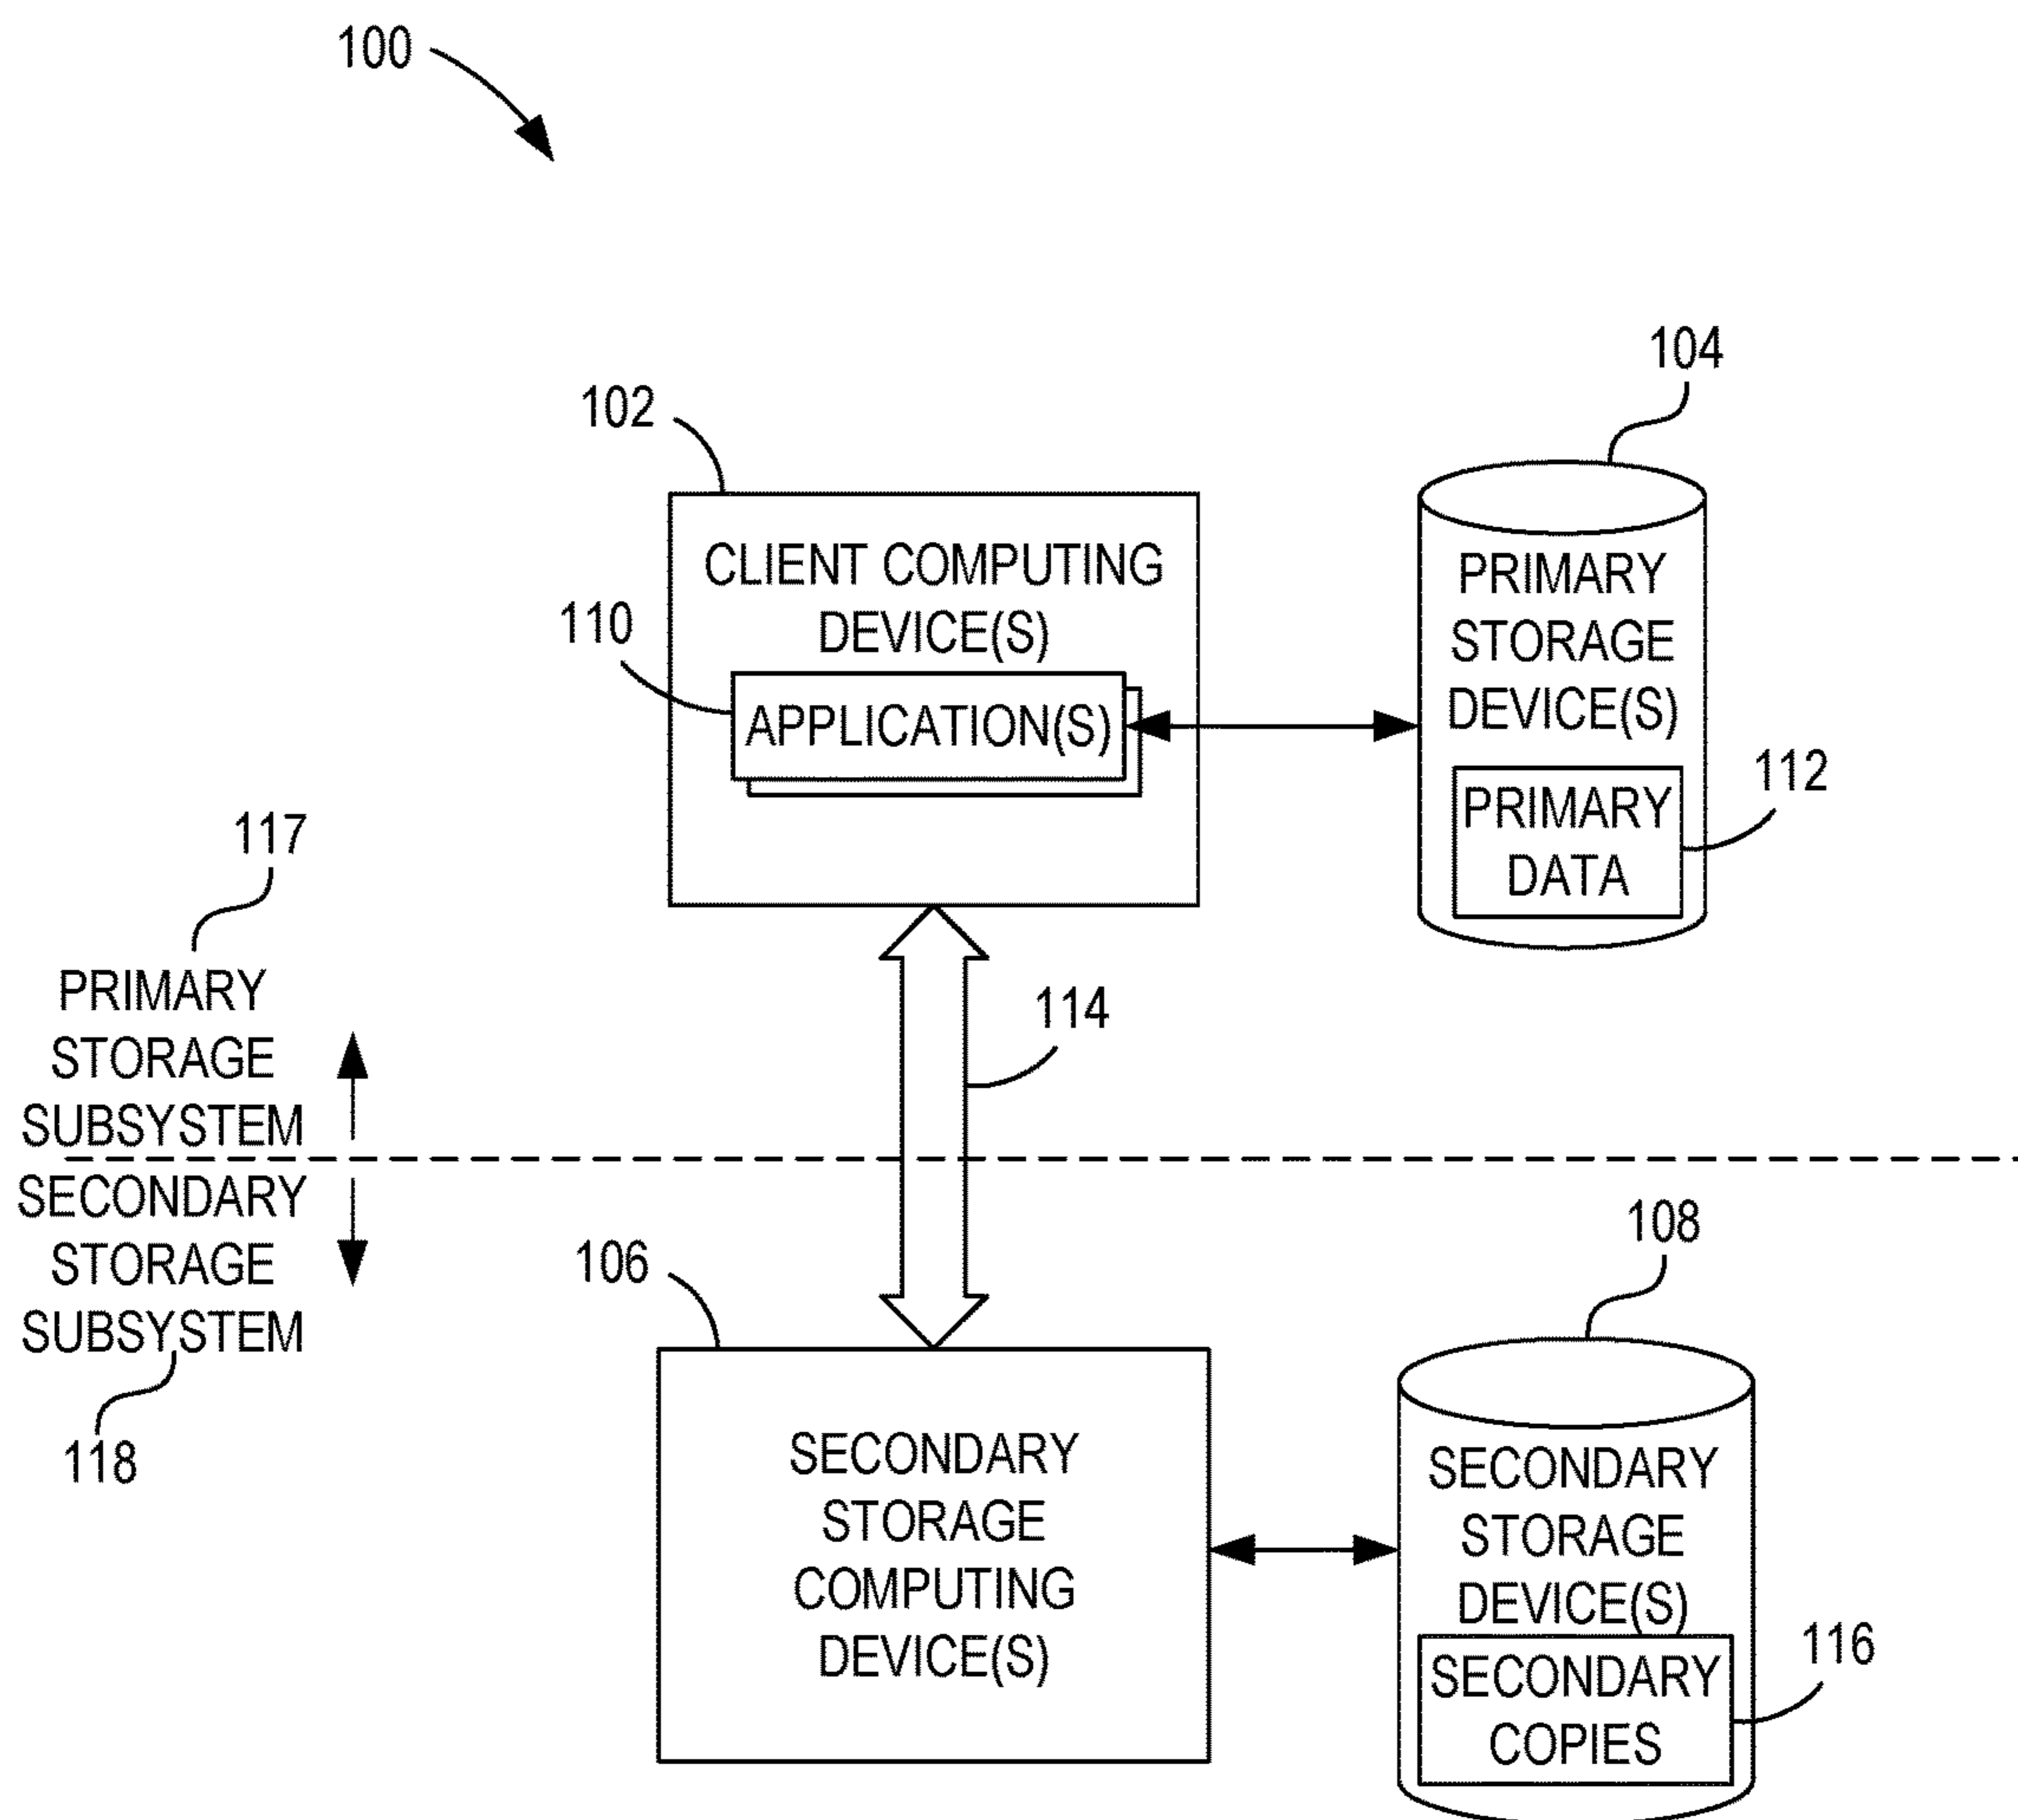 100
104
102
CLIENT COMPUTING
DEVICE(S)
110
APPLICATION(S)
PRIMARY
STORAGE
DEVICE(S)
112
PRIMARY
DATA
117
PRIMARY
STORAGE
SUBSYSTEM
114
SECONDARY
STORAGE
SUBSYSTEM
118
106
108
SECONDARY
STORAGE
COMPUTING
DEVICE(S)
SECONDARY
STORAGE
DEVICE(S)
116
SECONDARY
COPIES